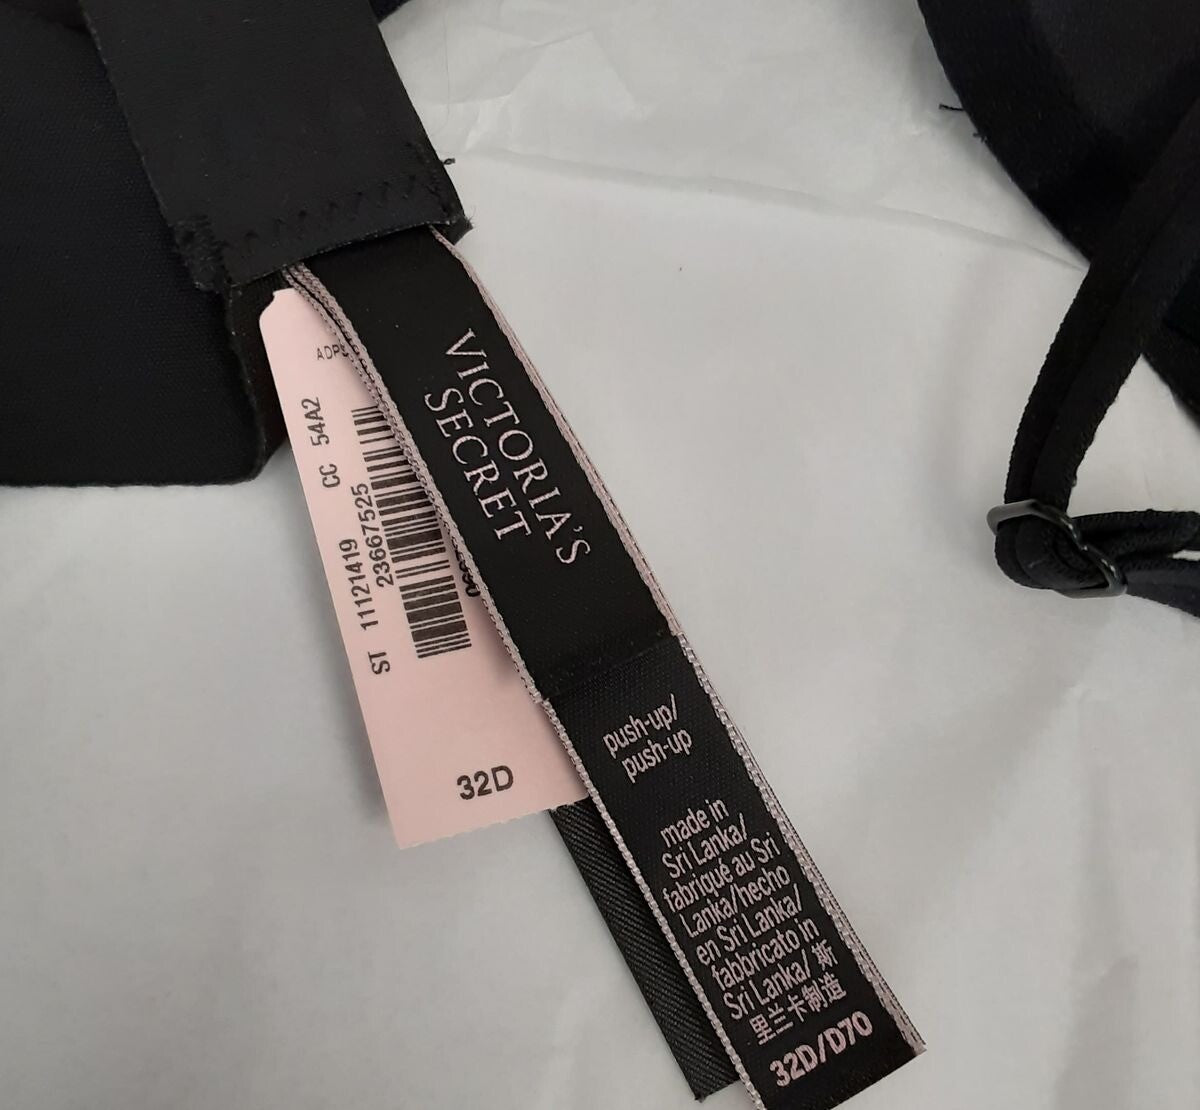 VICTORIA'S
SECRET
push-up/
push-up
made in
Sri Lanka/
fabriqué au Sri
Lanka/hecho
en Sri Lanka/
fabbricato in
Sri Lanka/ 斯
里兰卡制造
32D/D70
CC 54A2
ST 11121419
23667525
32D